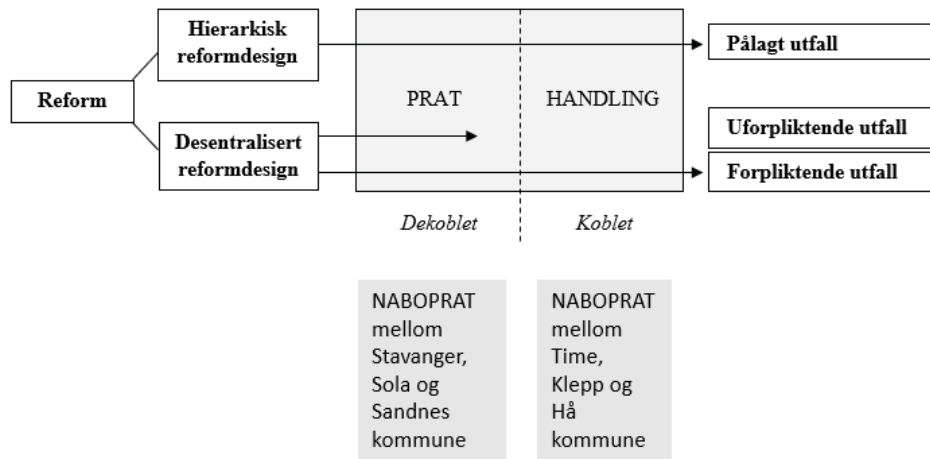 Hierarkisk
reformdesign
Pålagt utfall
Reform
PRAT
HANDLING
Desentralisert
reformdesign
Uforpliktende utfall
Forpliktende utfall
Dekoblet
Koblet
NABOPRAT
mellom
Stavanger,
Sola og
Sandnes
kommune
NABOPRAT
mellom
Time,
Klepp og
Hå
kommune